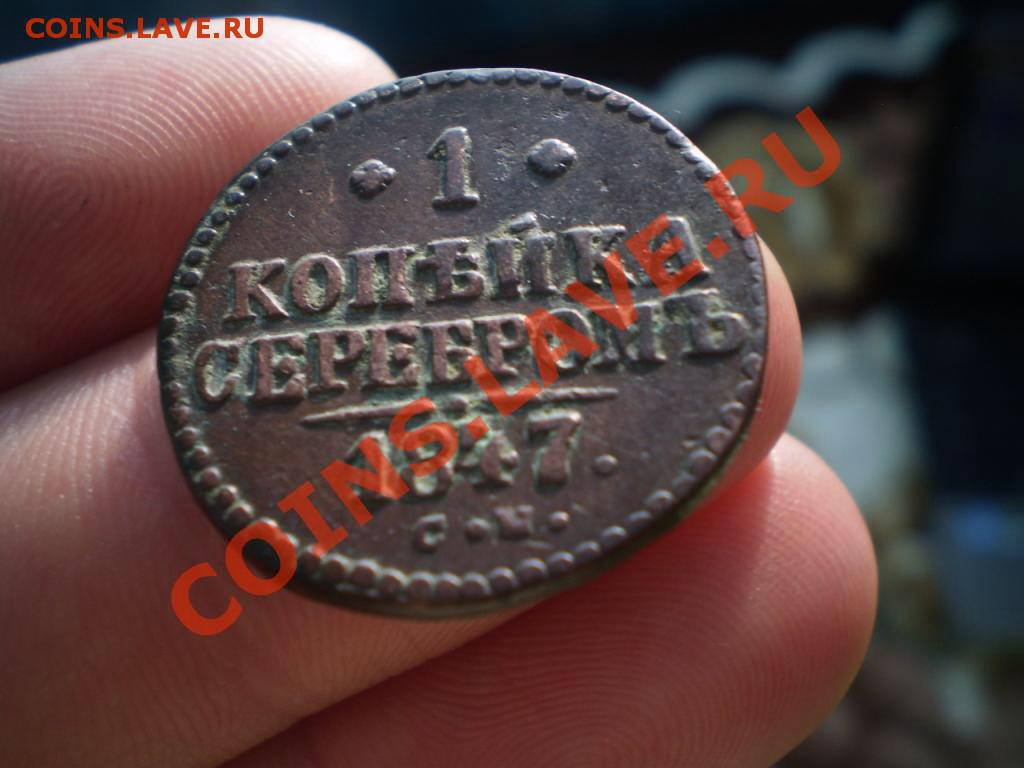 COINS.LAVE.RU
· 1 ·
КОПѢЙКА
СЕРЕБРОМЪ
1847.
С.М.
COINS.LAVE.RU